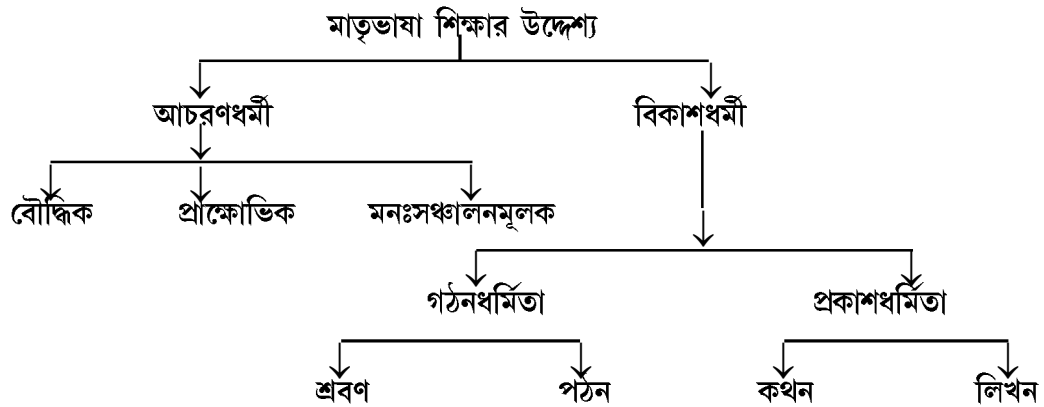 মাতৃভাষা শিক্ষার উদ্দেশ্য
আচরণধর্মী বিকাশধর্মী
বৌদ্ধিক প্রাক্ষোভিক মনঃসঞ্চালনমূলক
গঠনধর্মিতা প্রকাশধর্মিতা
শ্রবণ পঠন কথন লিখন